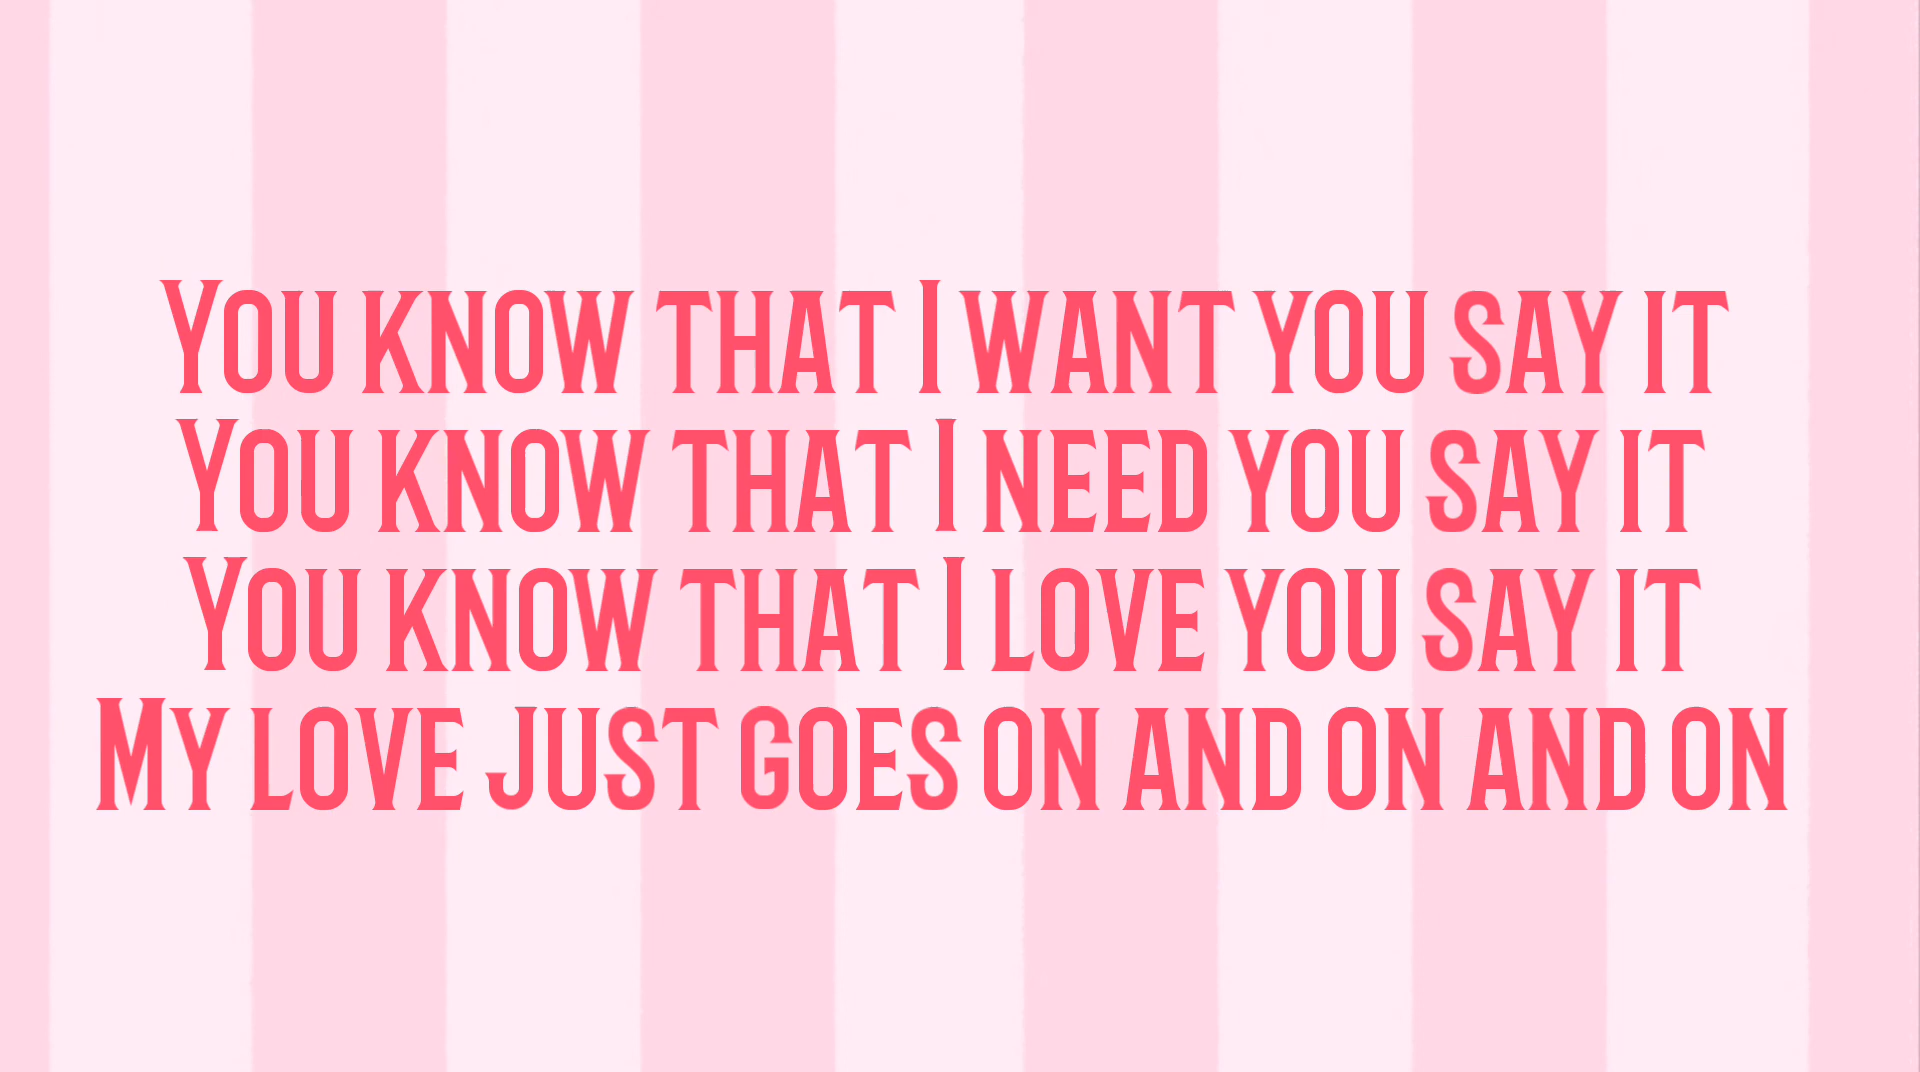 You know that I want you say it
You know that I need you say it
You know that I love you say it
My love just goes on and on and on